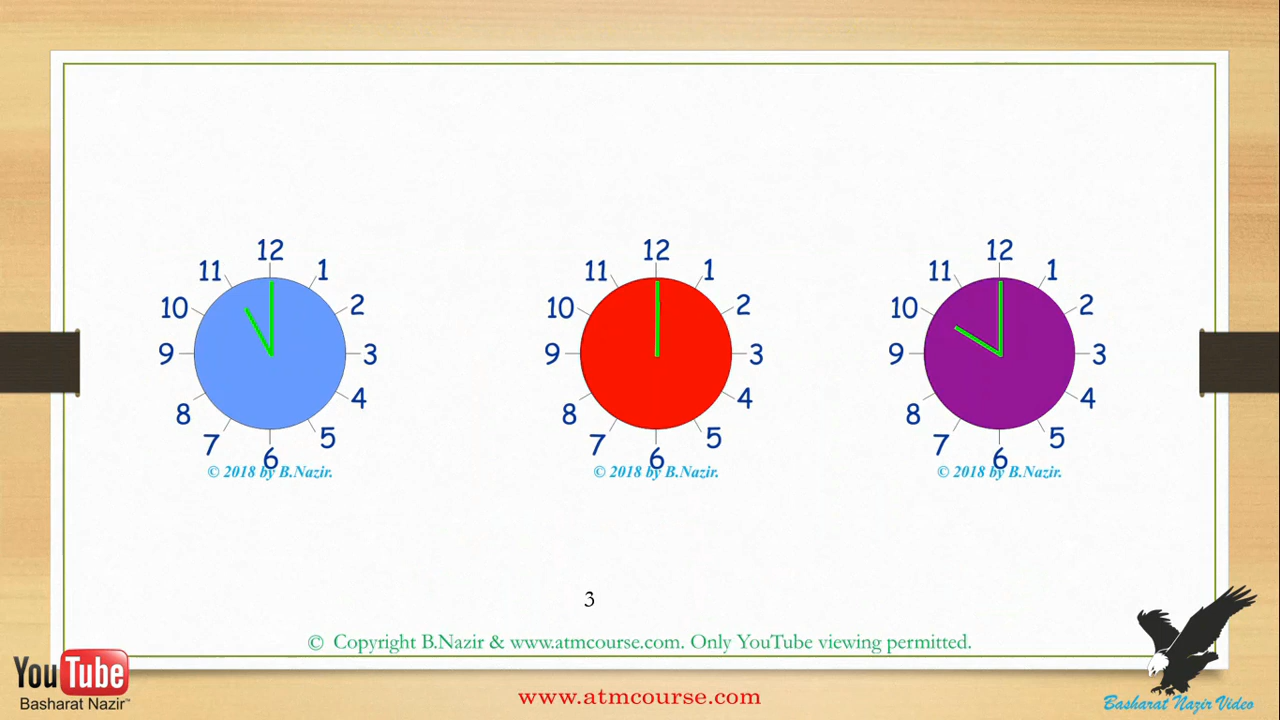 12 12 12
11 1 11 1 11 1
10 2 10 2 10 2
9 3 9 3 9 3
8 4 8 4 8 4
7 5 7 5 7 5
6 6 6
© 2018 by B.Nazir. © 2018 by B.Nazir. © 2018 by B.Nazir.
3
© Copyright B.Nazir & www.atmcourse.com. Only YouTube viewing permitted.
YouTube
Basharat Nazir™
www.atmcourse.com
Basharat Nazir Video